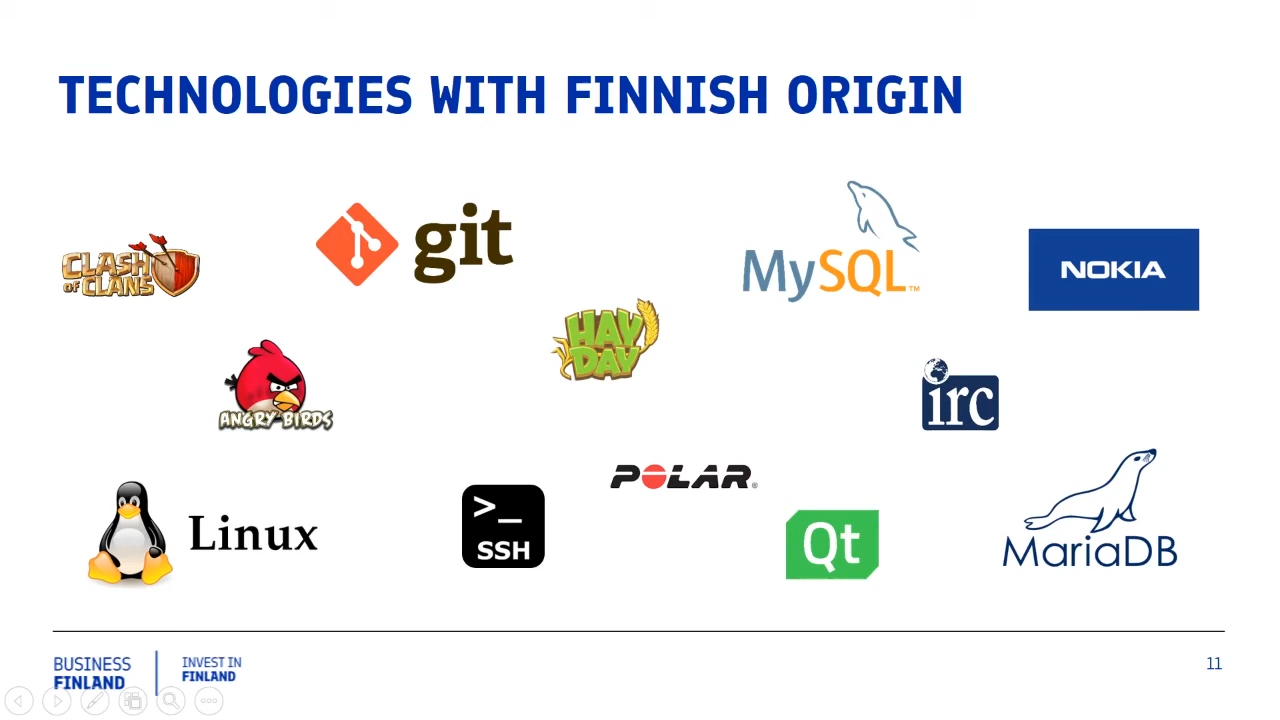 TECHNOLOGIES WITH FINNISH ORIGIN
CLASH
OF CLANS
git
MySQL™
NOKIA
HAY
DAY
ANGRY BIRDS
irc
Linux
>_
SSH
POLAR®
Qt
MariaDB
BUSINESS
FINLAND
INVEST IN
FINLAND
11